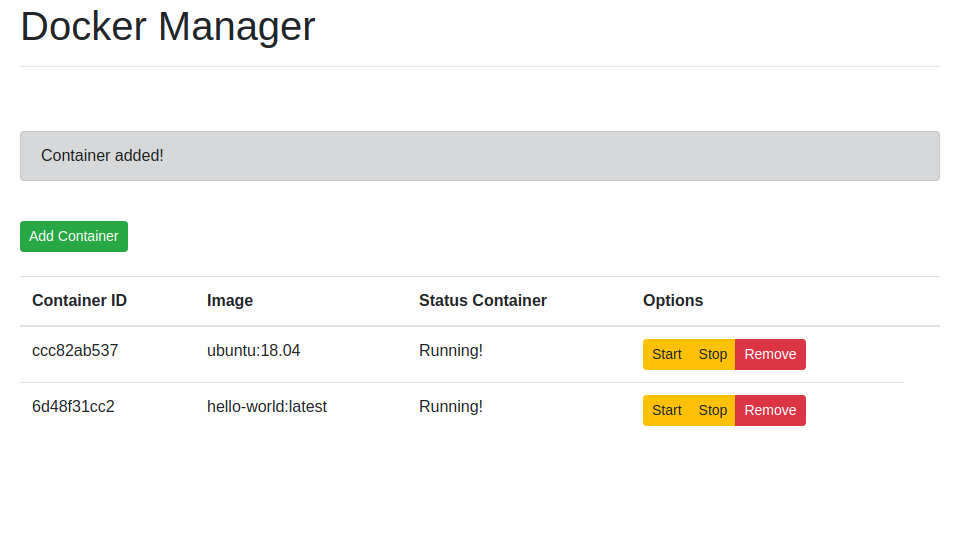 Docker Manager
Container added!
Add Container
Container ID Image Status Container Options
ccc82ab537 ubuntu:18.04 Running! Start Stop Remove
6d48f31cc2 hello-world:latest Running! Start Stop Remove